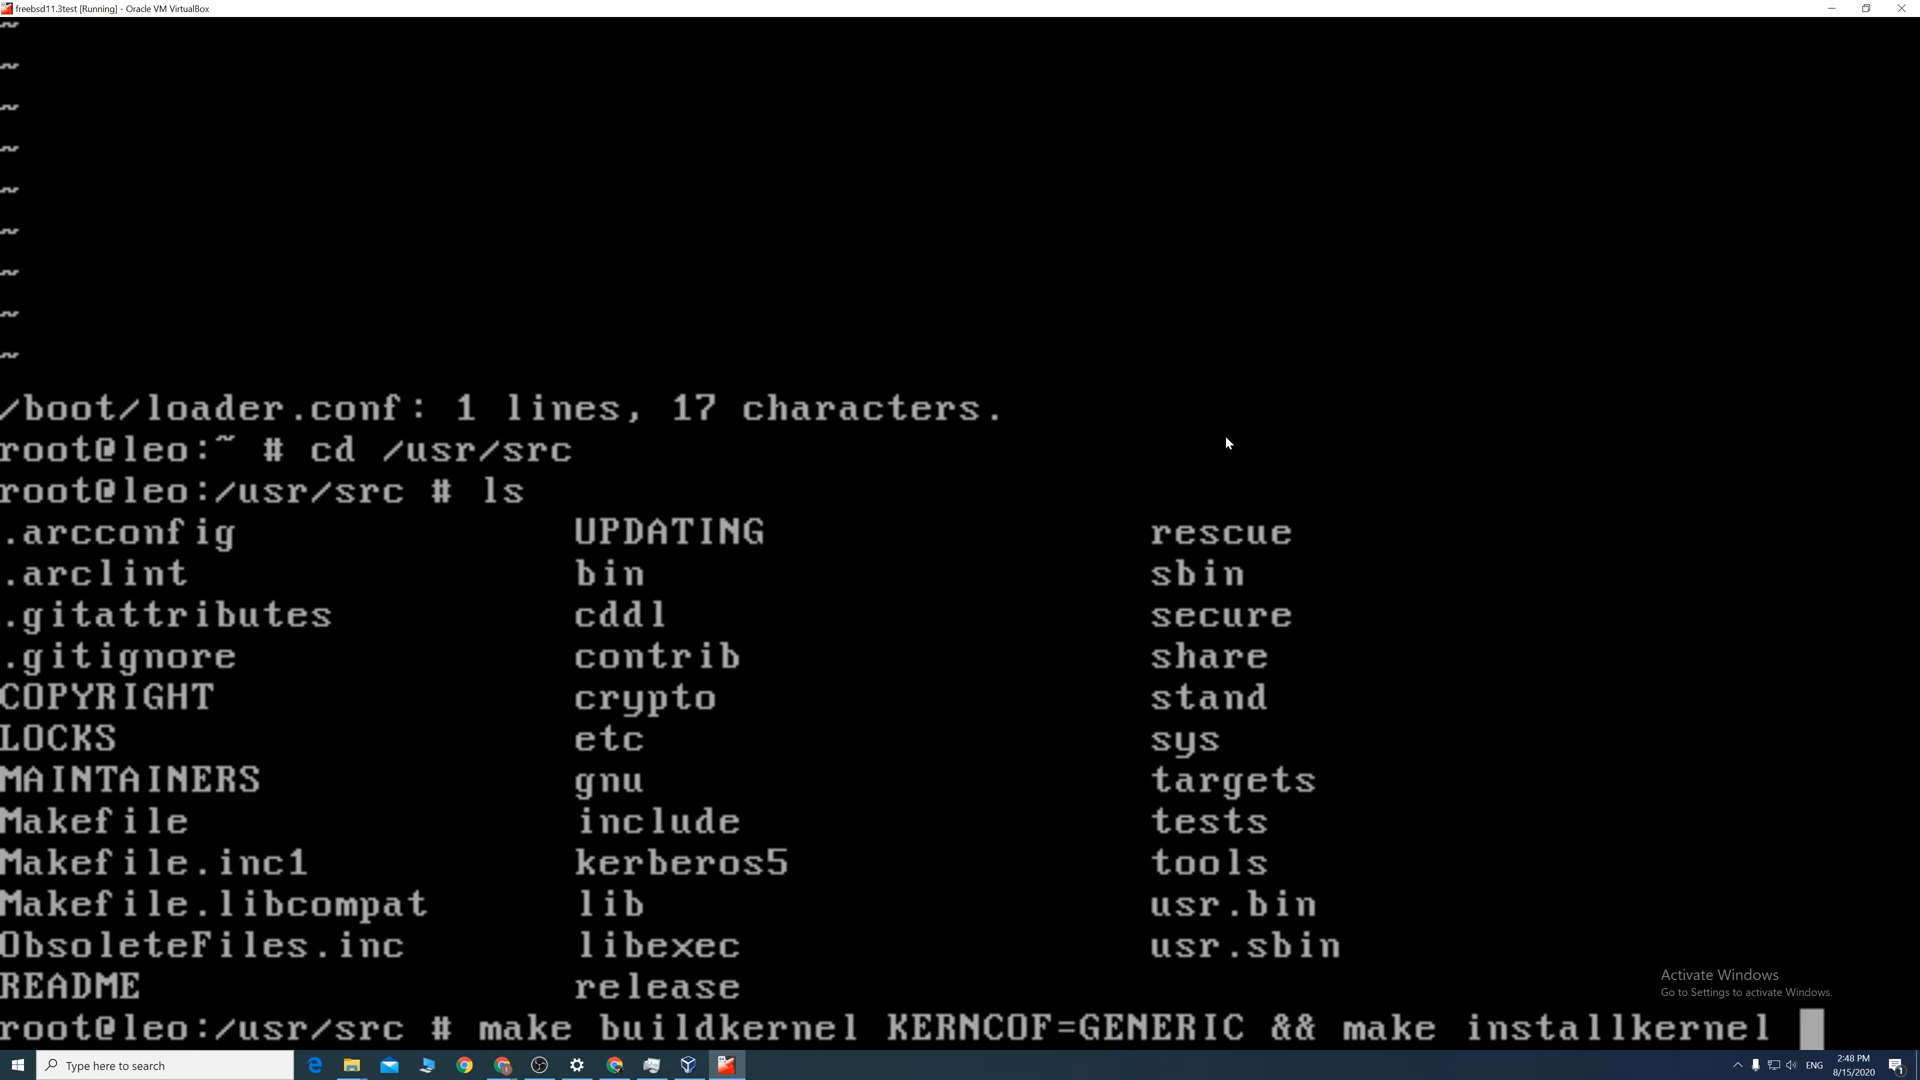 freebsd11.3test [Running] - Oracle VM VirtualBox
~
~
~
~
~
~
~
~
~
/boot/loader.conf: 1 lines, 17 characters.
root@leo:~ # cd /usr/src
root@leo:/usr/src # ls
.arcconfig UPDATING rescue
.arclint bin sbin
.gitattributes cddl secure
.gitignore contrib share
COPYRIGHT crypto stand
LOCKS etc sys
MAINTAINERS gnu targets
Makefile include tests
Makefile.inc1 kerberos5 tools
Makefile.libcompat lib usr.bin
ObsoleteFiles.inc libexec usr.sbin
README release
root@leo:/usr/src # make buildkernel KERNCOF=GENERIC && make installkernel
Activate Windows
Go to Settings to activate Windows.
Type here to search
ENG
2:48 PM
8/15/2020
1